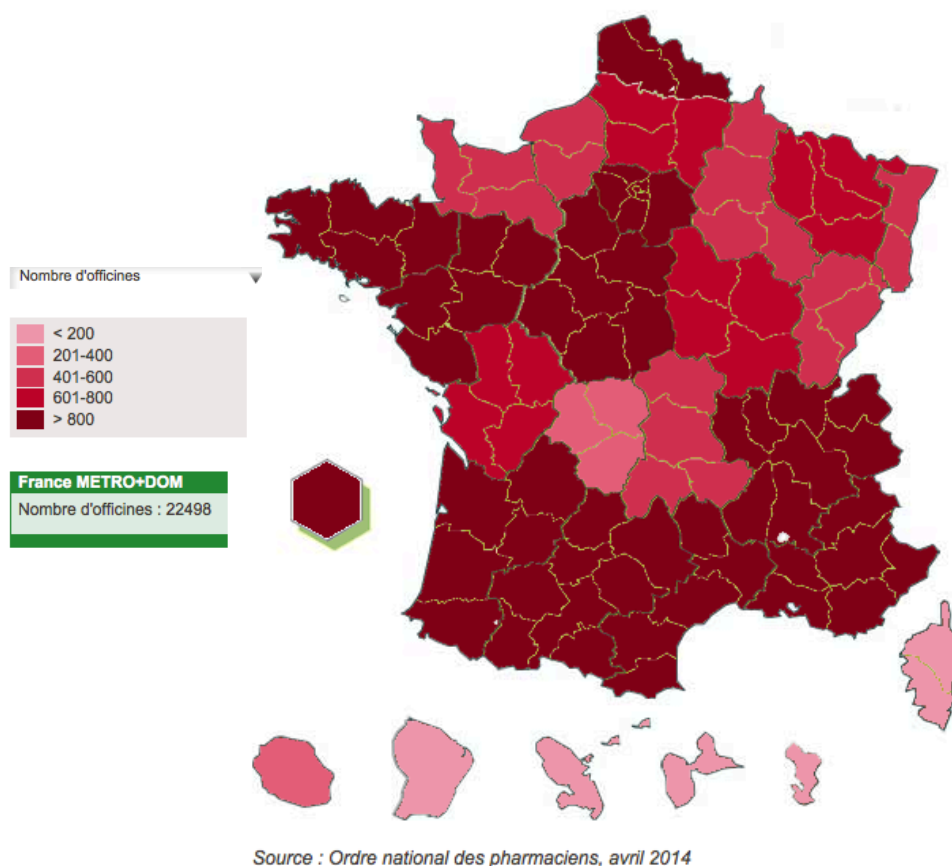 Nombre d'officines
< 200
201-400
401-600
601-800
> 800
France METRO+DOM
Nombre d'officines : 22498
Source : Ordre national des pharmaciens, avril 2014